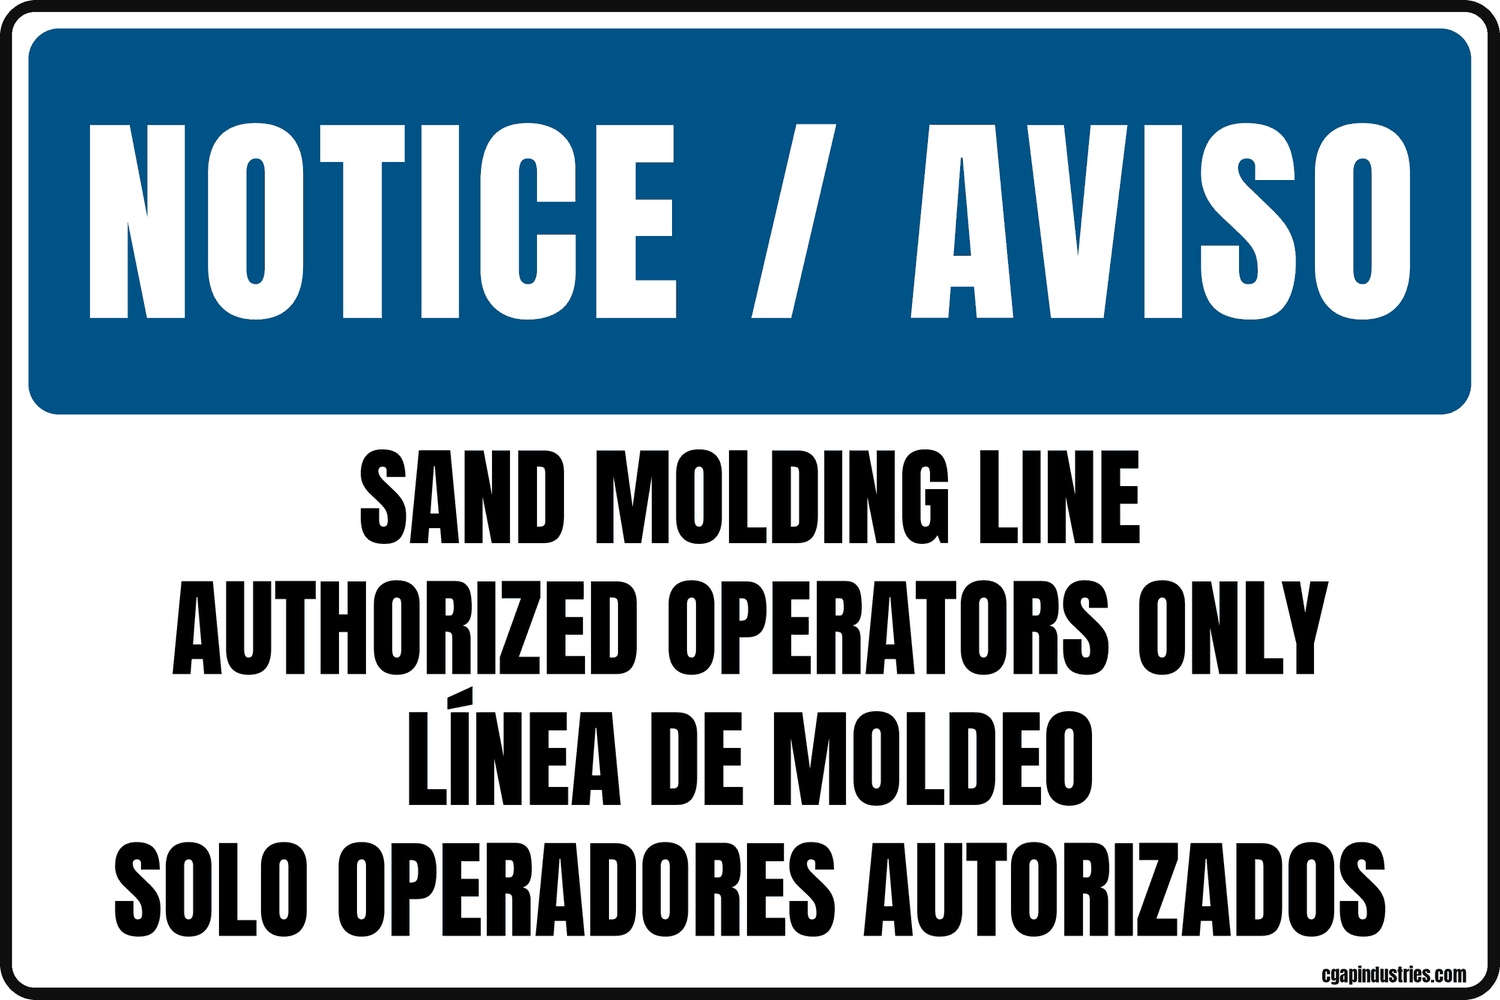 NOTICE / AVISO
SAND MOLDING LINE
AUTHORIZED OPERATORS ONLY
LÍNEA DE MOLDEO
SOLO OPERADORES AUTORIZADOS
cgapindustries.com